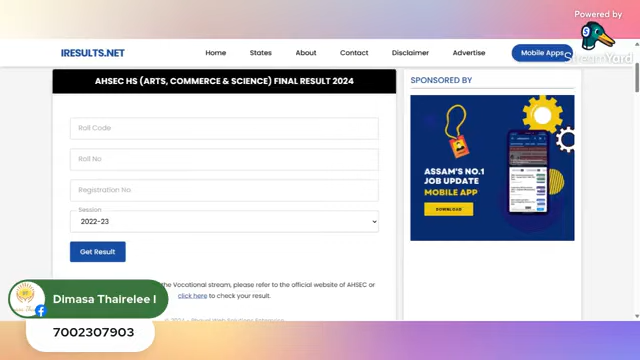 Powered by
StreamYard
IRESULTS.NET
Home
States
About
Contact
Disclaimer
Advertise
Mobile Apps
AHSEC HS (ARTS, COMMERCE & SCIENCE) FINAL RESULT 2024
Roll Code
Roll No
Registration No
Session
2022-23
Get Result
the Vocational stream, please refer to the official website of AHSEC or
click here to check your result.
SPONSORED BY
ASSAM'S NO.1
JOB UPDATE
MOBILE APP
DOWNLOAD
Dimasa Thairelee I
7002307903